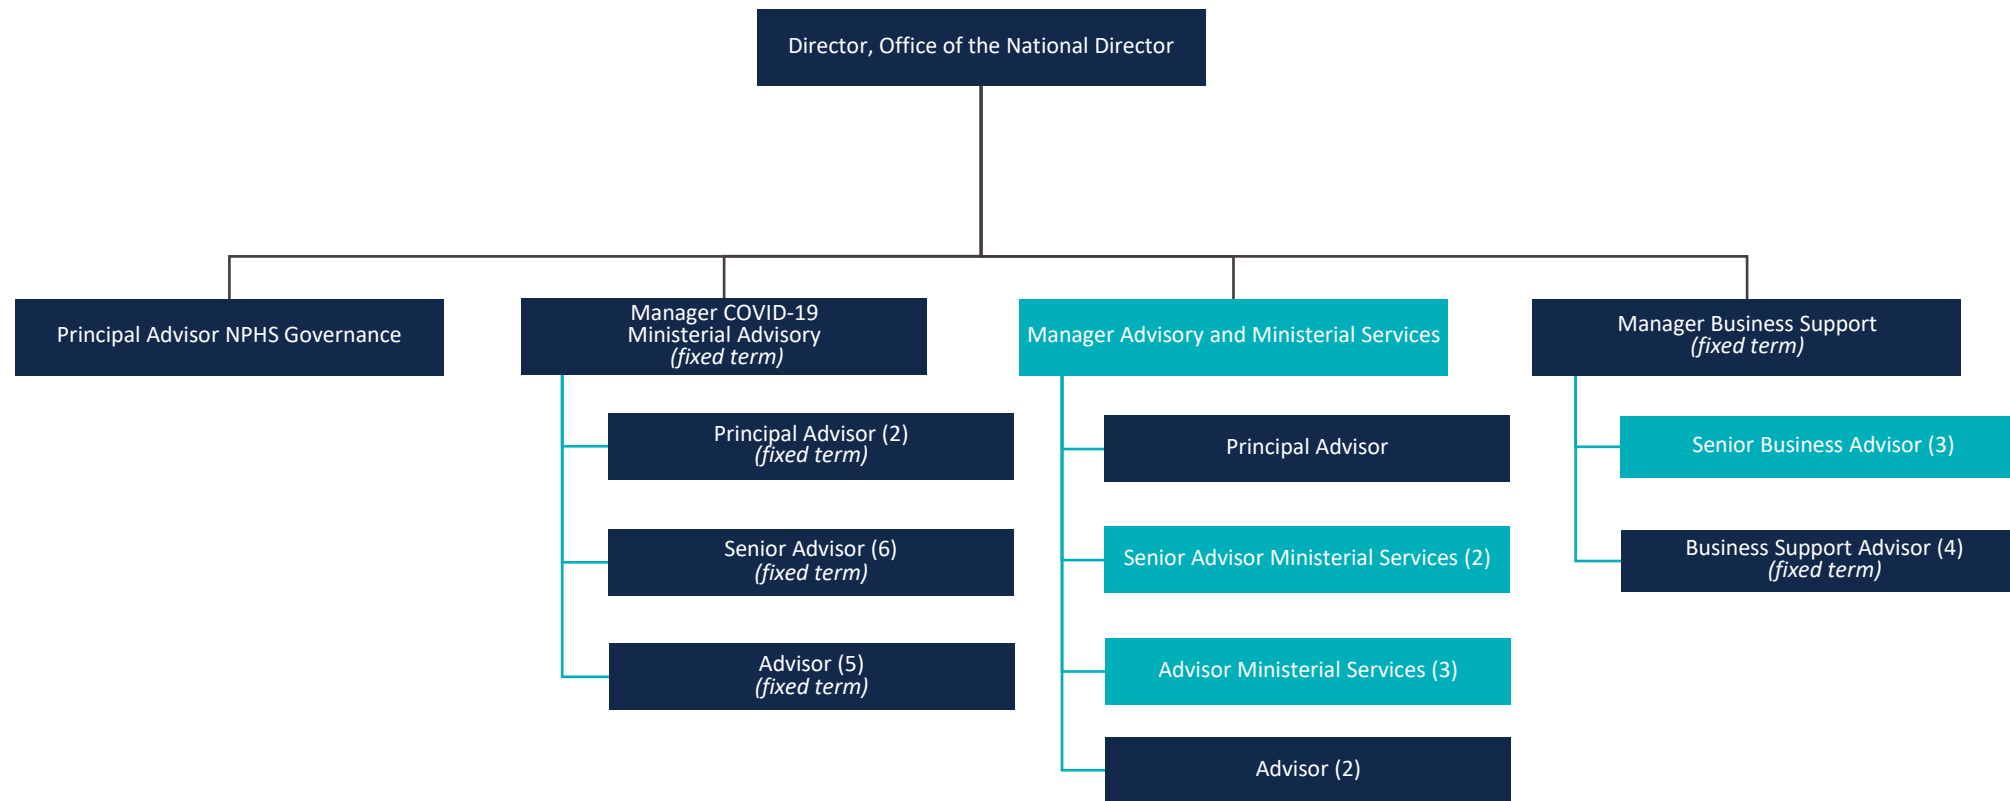 Director, Office of the National Director
Principal Advisor NPHS Governance
Manager COVID-19
Ministerial Advisory
(fixed term)
Principal Advisor (2)
(fixed term)
Senior Advisor (6)
(fixed term)
Advisor (5)
(fixed term)
Manager Advisory and Ministerial Services
Principal Advisor
Senior Advisor Ministerial Services (2)
Advisor Ministerial Services (3)
Advisor (2)
Manager Business Support
(fixed term)
Senior Business Advisor (3)
Business Support Advisor (4)
(fixed term)